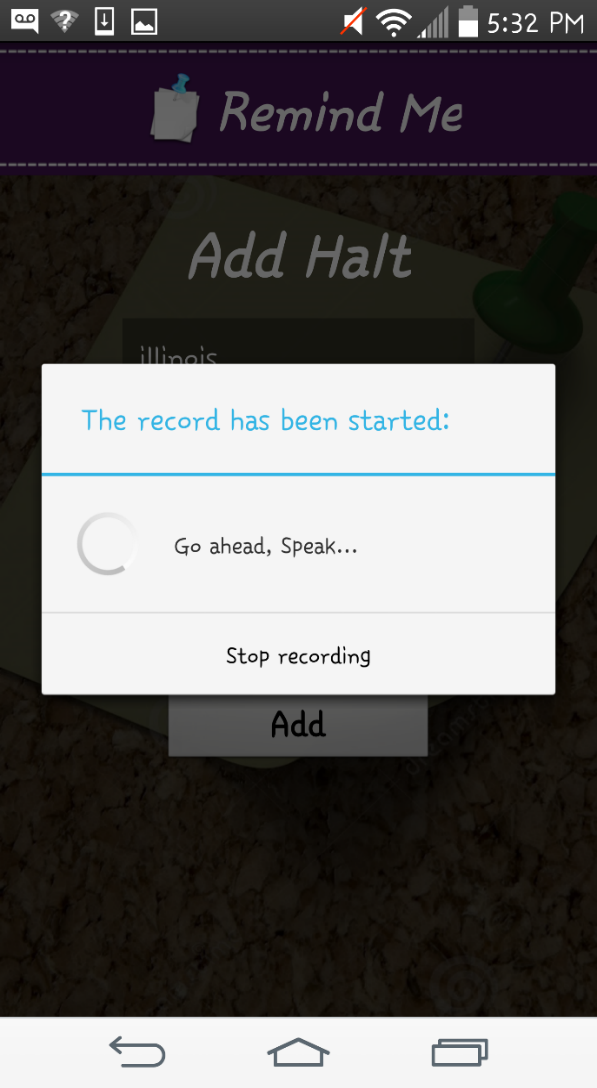 5:32 PM
Remind Me
Add Halt
illinois
The record has been started:
Go ahead, Speak...
Stop recording
Add